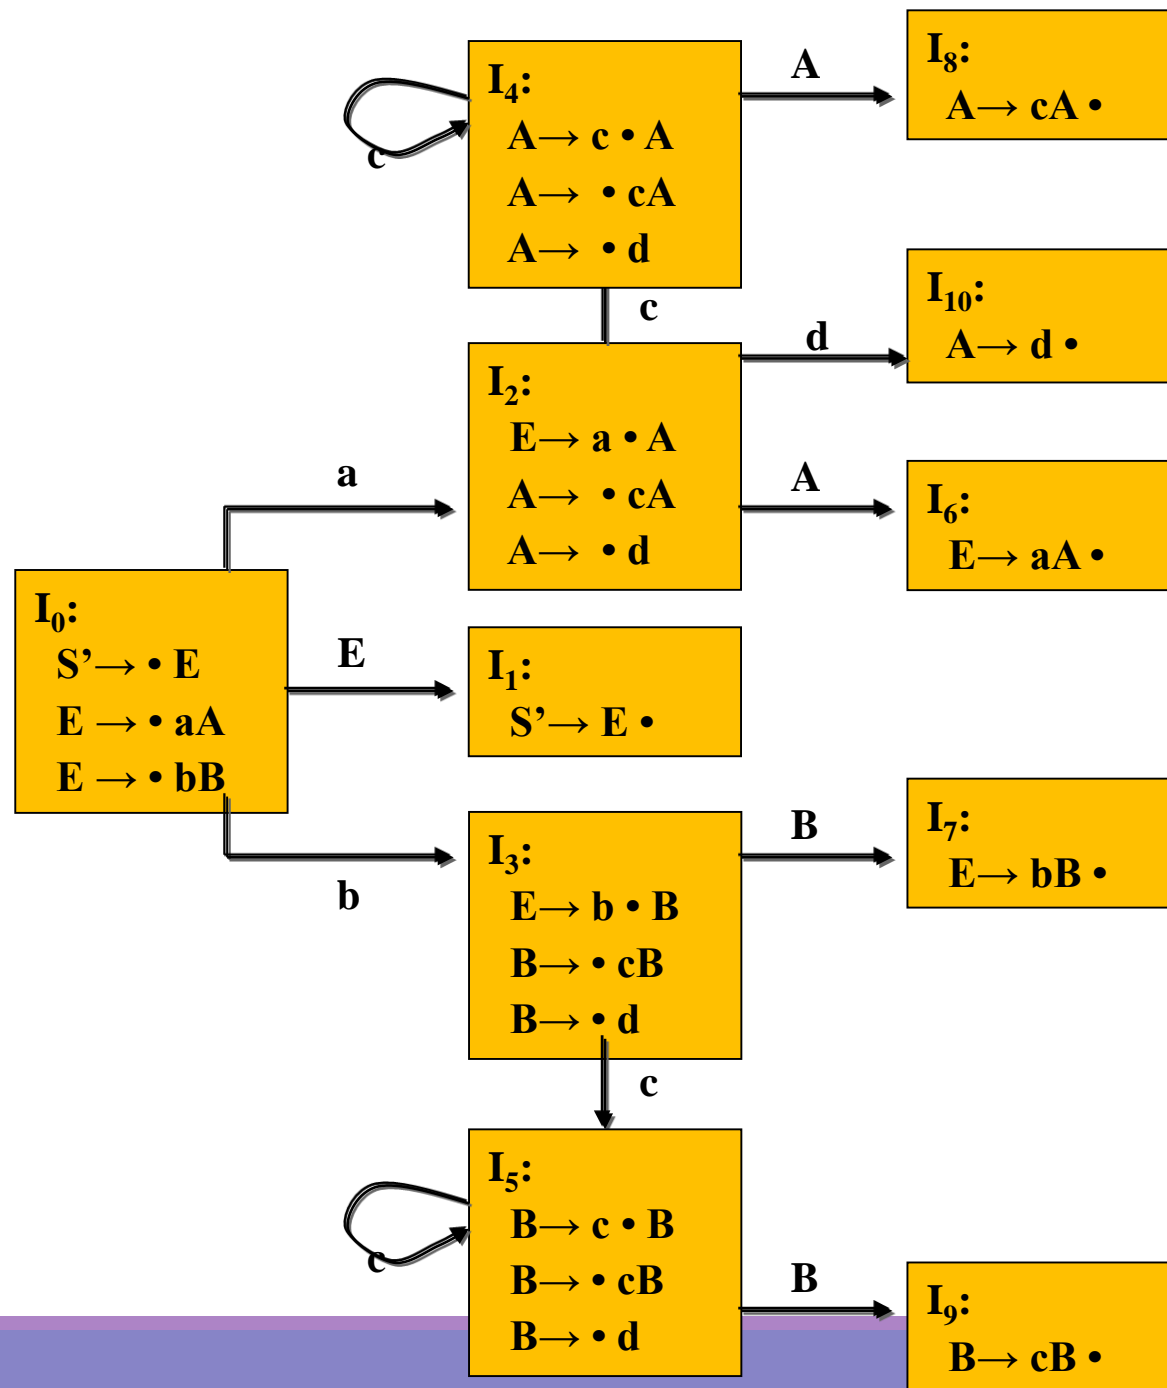 I₄:
A→ c • A
A→ • cA
A→ • d
A
I₈:
A→ cA •
c
c
I₁₀:
A→ d •
d
I₂:
E→ a • A
A→ • cA
A→ • d
a
A
I₆:
E→ aA •
I₀:
S’→ • E
E → • aA
E → • bB
E
I₁:
S’→ E •
b
I₃:
E→ b • B
B→ • cB
B→ • d
B
I₇:
E→ bB •
c
I₅:
B→ c • B
B→ • cB
B→ • d
c
B
I₉:
B→ cB •